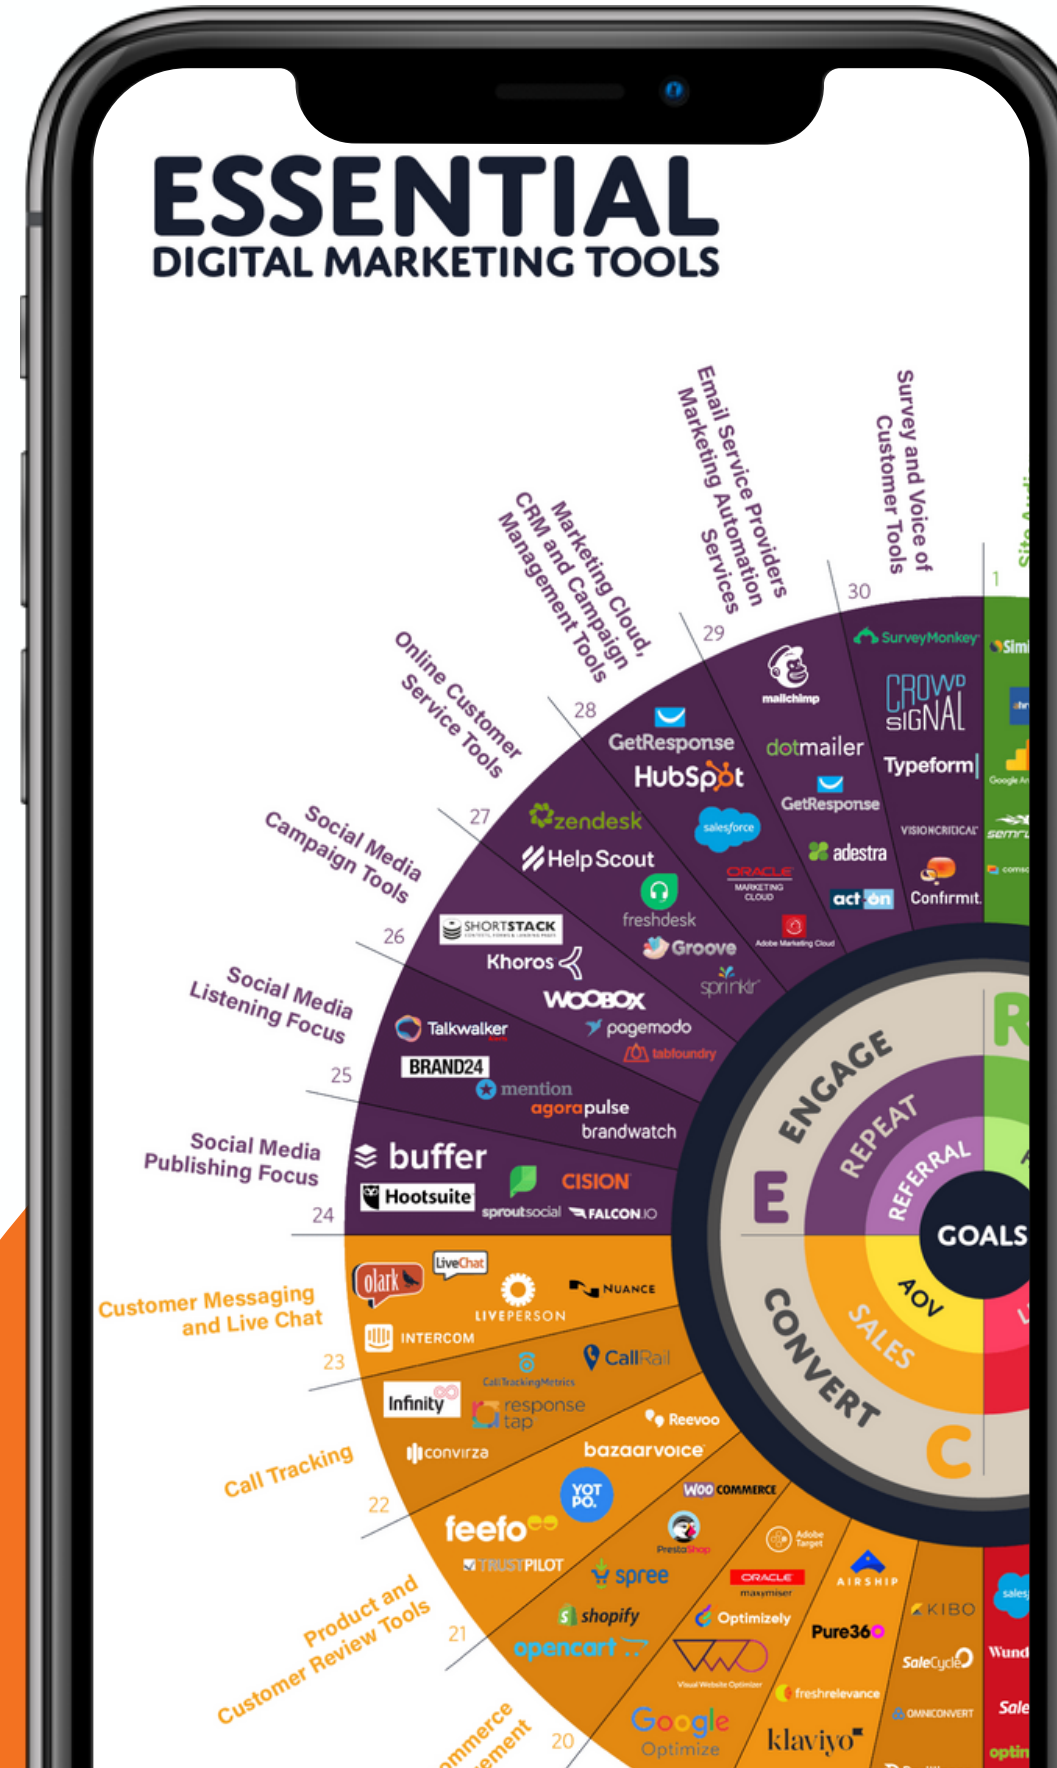 ESSENTIAL
DIGITAL MARKETING TOOLS
Survey and Voice of
Customer Tools
30
SurveyMonkey
CROWD
SIGNAL
Typeform
VISIONCRITICAL
Confirmit.
Email Service Providers
Marketing Automation
Services
29
mailchimp
dotmailer
GetResponse
adestra
act-on
Marketing Cloud,
CRM and Campaign
Management Tools
28
GetResponse
HubSpot
salesforce
ORACLE
MARKETING
CLOUD
Adobe Marketing Cloud
Online Customer
Service Tools
27
zendesk
HelpScout
freshdesk
Groove
sprinklr
Social Media
Campaign Tools
26
SHORTSTACK
Khoros
WOOBOX
pagemodo
tabfoundry
Social Media
Listening Focus
25
Talkwalker
BRAND24
mention
agorapulse
brandwatch
Social Media
Publishing Focus
24
buffer
Hootsuite
sproutsocial
CISION
FALCON.IO
Customer Messaging
and Live Chat
23
olark
LiveChat
LIVEPERSON
NUANCE
INTERCOM
Call Tracking
22
CallRail
CallTrackingMetrics
Infinity
response
tap
convirza
Product and
Customer Review Tools
21
Reevoo
bazaarvoice
YOT
PO.
feefo
TRUSTPILOT
20
WOO COMMERCE
PrestaShop
spree
shopify
opencart
Adobe
Target
ORACLE
maxymiser
Optimizely
VWO
Visual Website Optimizer
Google
Optimize
AIRSHIP
Pure360
freshrelevance
klaviyo
KIBO
SaleCycle
OMNICONVERT
1
Google An
semru
ENGAGE
REPEAT
REFERRAL
E
R
GOALS
AOV
SALES
CONVERT
C